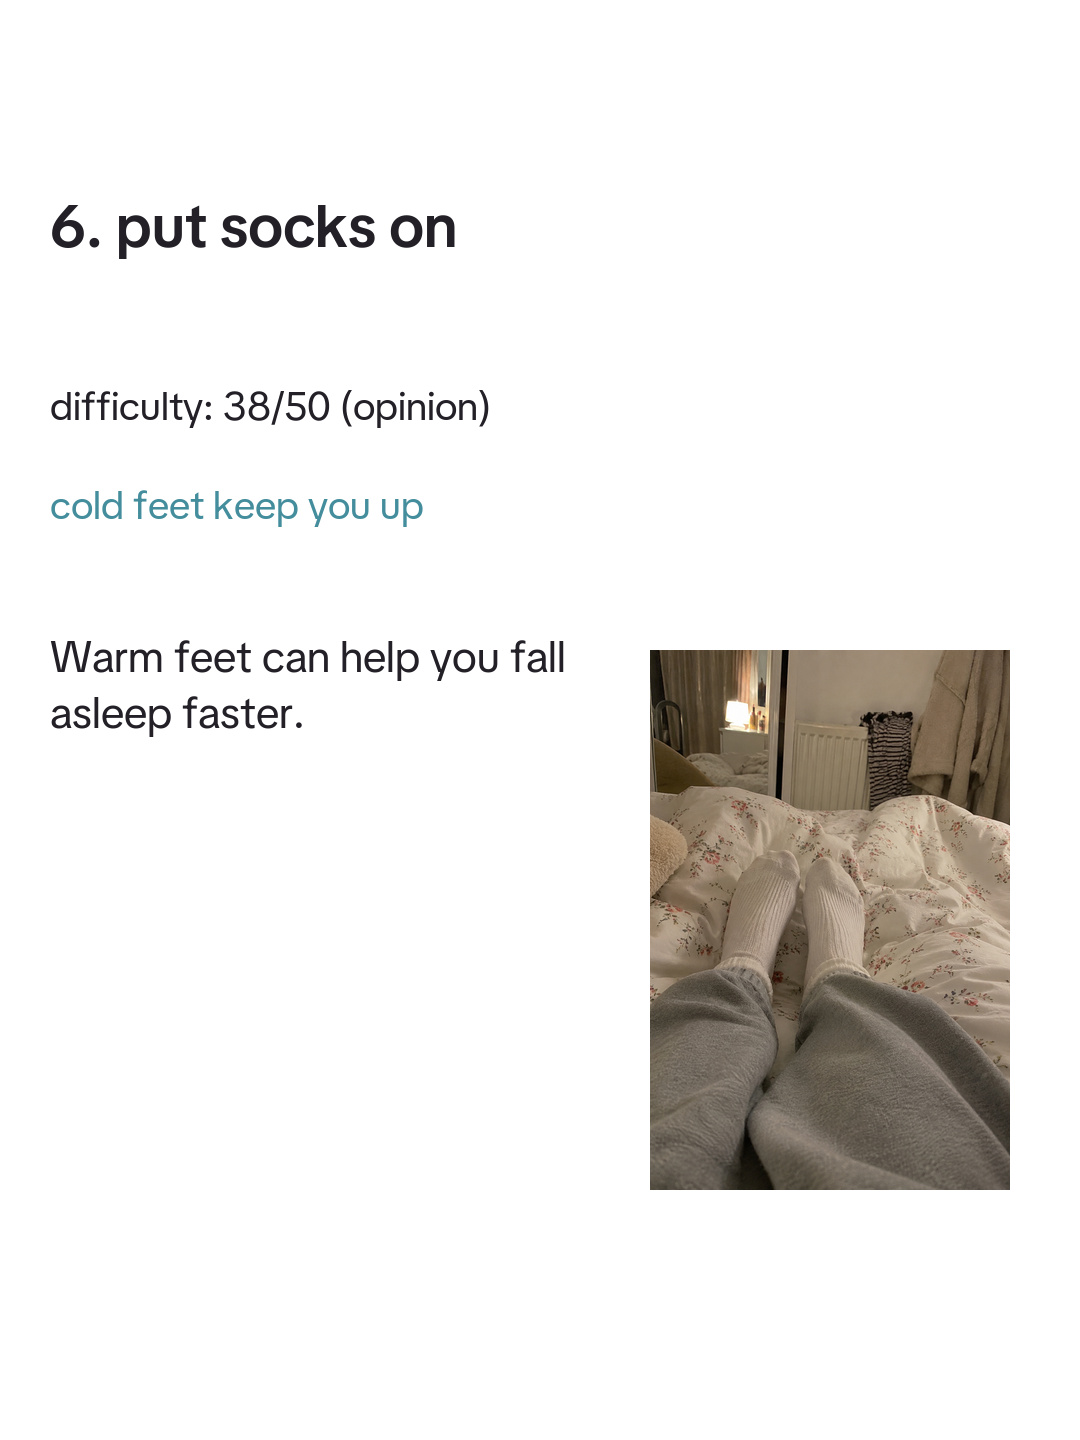 6. put socks on
difficulty: 38/50 (opinion)
cold feet keep you up
Warm feet can help you fall
asleep faster.